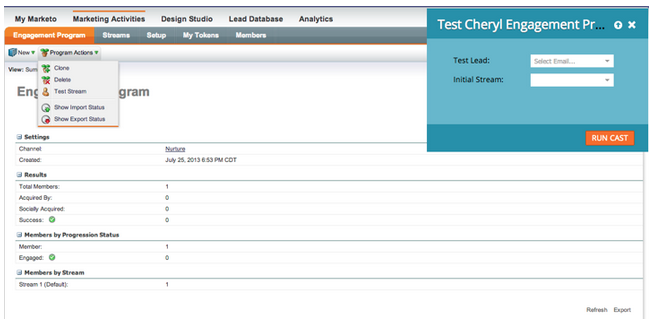 My Marketo Marketing Activities Design Studio Lead Database Analytics
Engagement Program Streams Setup My Tokens Members
New Program Actions
View: Sum
Clone
Delete
Test Stream
Show Import Status
Show Export Status
Eng gram
Settings
Channel: Nurture
Created: July 25, 2013 6:53 PM CDT
Results
Total Members: 1
Acquired By: 0
Socially Acquired: 0
Success: 0
Members by Progression Status
Member: 1
Engaged: 0
Members by Stream
Stream 1 (Default): 1
Refresh Export
Test Cheryl Engagement Pr...
Test Lead: Select Email...
Initial Stream:
RUN CAST